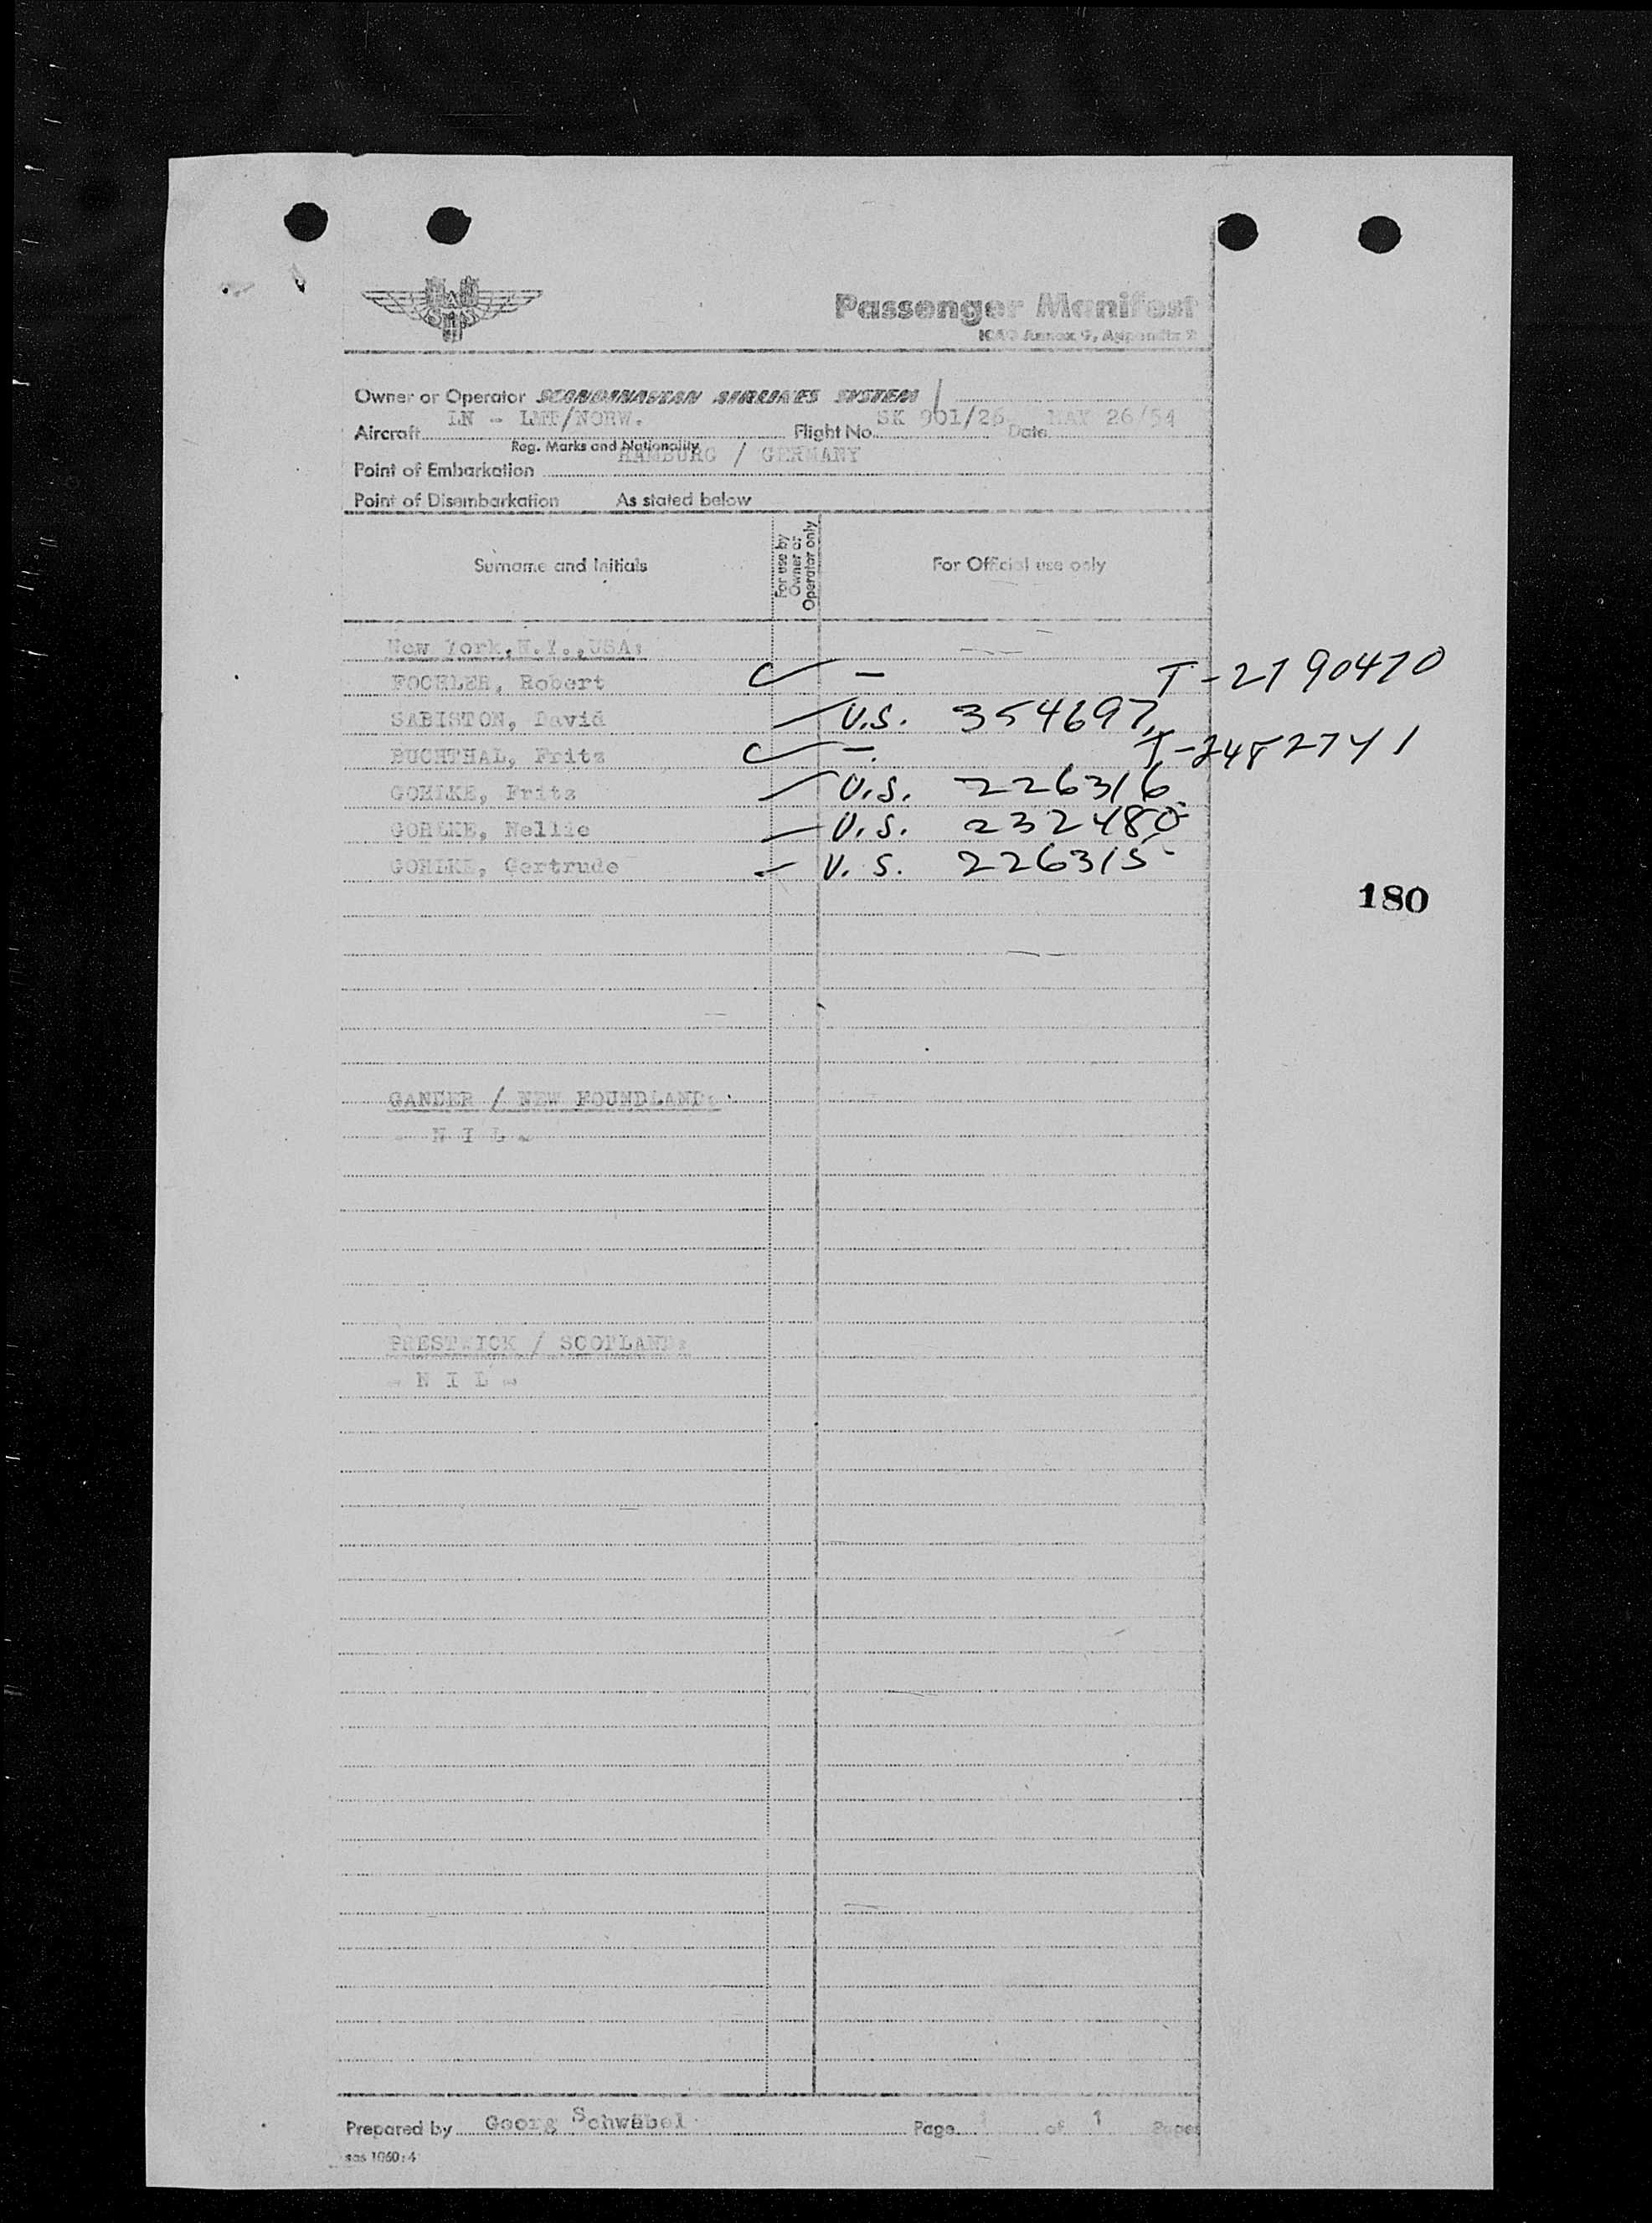 SAS
Passenger Manifest
ICAO Annex 9, Appendix 2
Owner or Operator SCANDINAVIAN AIRLINES SYSTEM
Aircraft LN - LMT/NORW. Flight No. SK 901/26 Date MAY 26/54
Reg. Marks and Nationality
Point of Embarkation HAMBURG / GERMANY
Point of Disembarkation As stated below
Surname and Initials
For use by Owner or Operator only
For Official use only
New York, N.Y., USA:
FOCHLER, Robert — T-2790470
SABISTON, David U.S. 354697
BUCHTHAL, Fritz — T-2482741
GOHLKE, Fritz U.S. 226316
GOHLKE, Nellie U.S. 232480
GOHLKE, Gertrude U.S. 226315
180
GANDER / NEW FOUNDLAND:
- N I L -
PRESTWICK / SCOTLAND:
- N I L -
Prepared by Georg Schwäbel Page 1 of 1 Pages
sas 1060:4